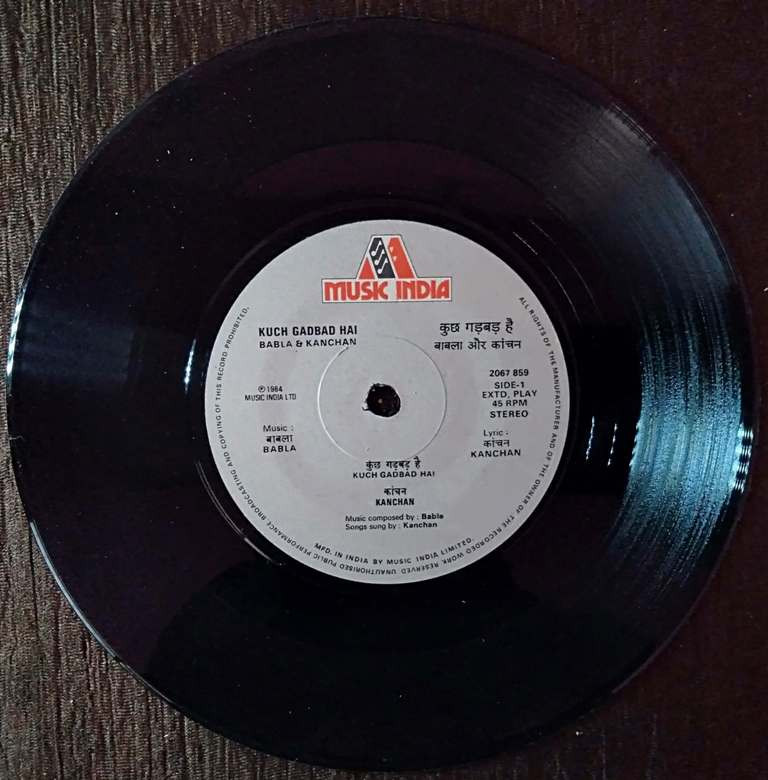 MUSIC INDIA
KUCH GADBAD HAI
BABLA & KANCHAN
कुछ गड़बड़ है
बाबला और कांचन
℗ 1984
MUSIC INDIA LTD
2067 859
SIDE-1
EXTD. PLAY
45 RPM
STEREO
Music :
बाबला
BABLA
Lyric :
कांचन
KANCHAN
कुछ गड़बड़ है
KUCH GADBAD HAI
कांचन
KANCHAN
Music composed by : Babla
Songs sung by : Kanchan
MFD. IN INDIA BY MUSIC INDIA LIMITED.
ALL RIGHTS OF THE MANUFACTURER AND OF THE OWNER OF THE RECORDED WORK RESERVED. UNAUTHORISED PUBLIC PERFORMANCE BROADCASTING AND COPYING OF THIS RECORD PROHIBITED.